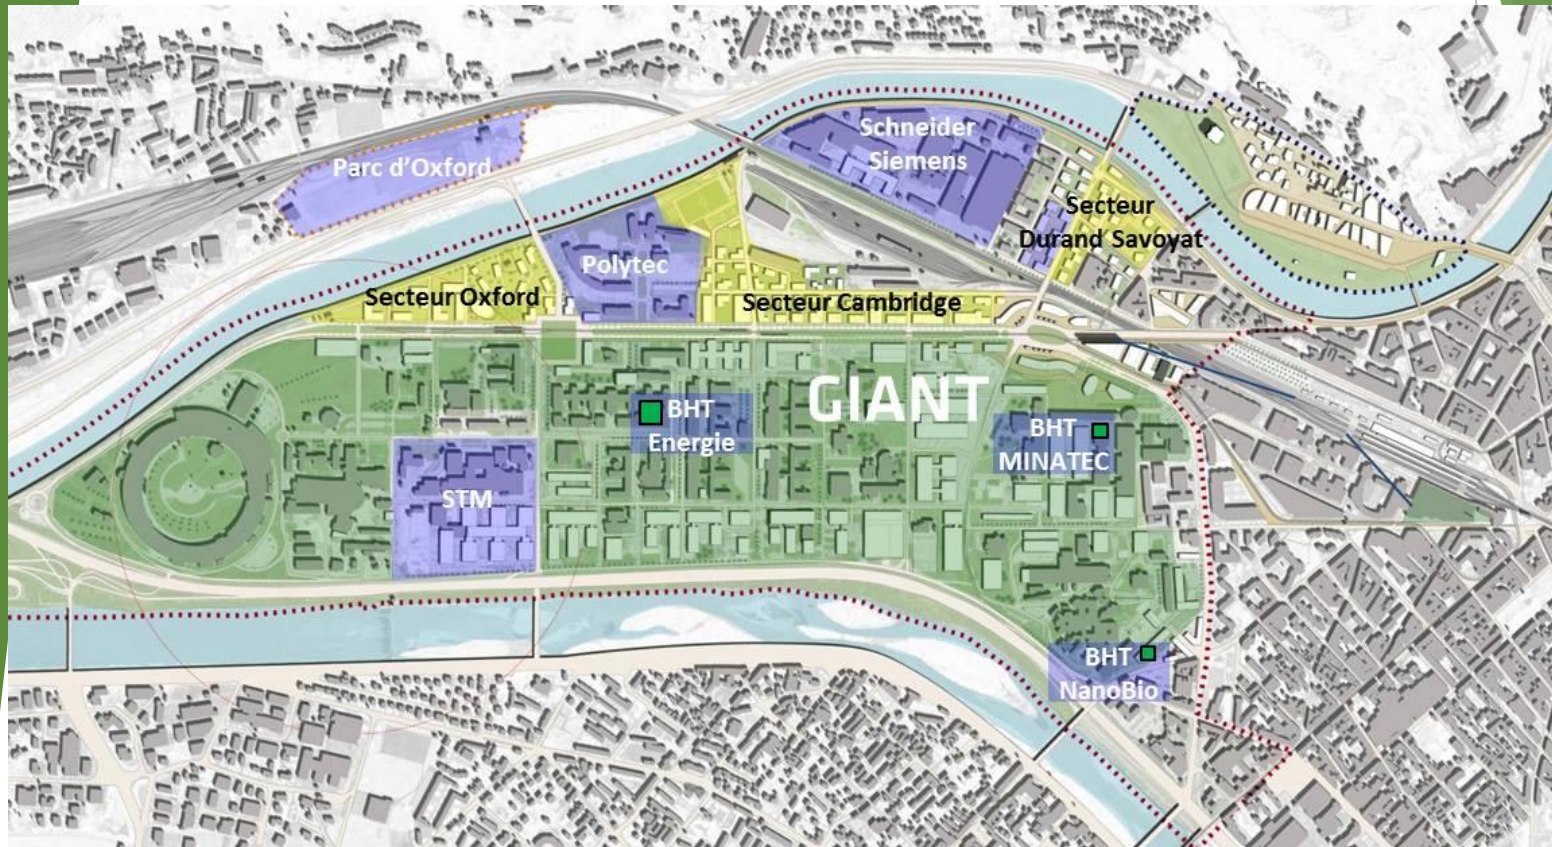 Schneider
Siemens
Parc d'Oxford
Secteur
Durand Savoyat
Polytec
Secteur Oxford
Secteur Cambridge
GIANT
BHT
Energie
BHT
MINATEC
STM
BHT
NanoBio